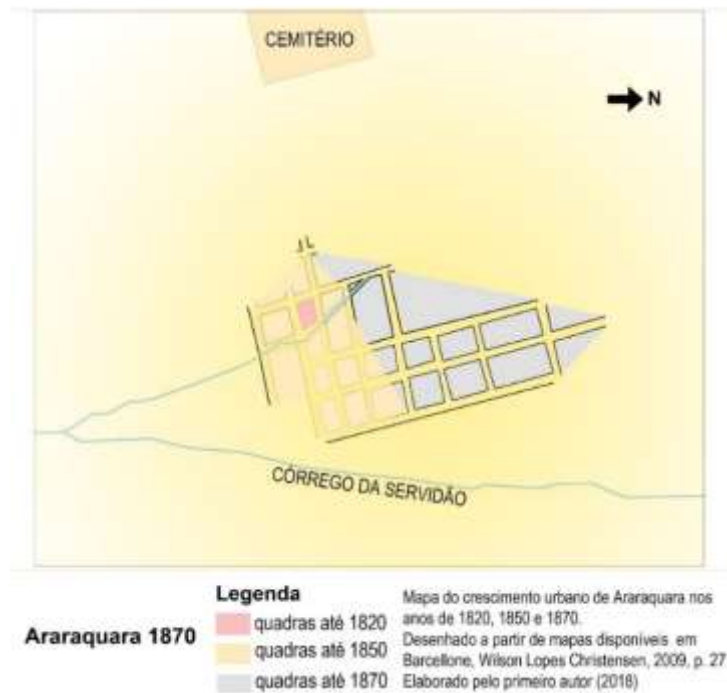 CEMITÉRIO
N
CÓRREGO DA SERVIDÃO
Araraquara 1870
Legenda
quadras até 1820
quadras até 1850
quadras até 1870
Mapa do crescimento urbano de Araraquara nos
anos de 1820, 1850 e 1870.
Desenhado a partir de mapas disponíveis em
Barcellone, Wilson Lopes Christensen, 2009, p. 27
Elaborado pelo primeiro autor (2018)